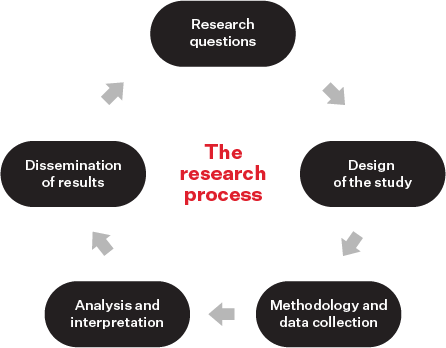 Research
questions
The
research
process
Design
of the study
Methodology and
data collection
Analysis and
interpretation
Dissemination
of results